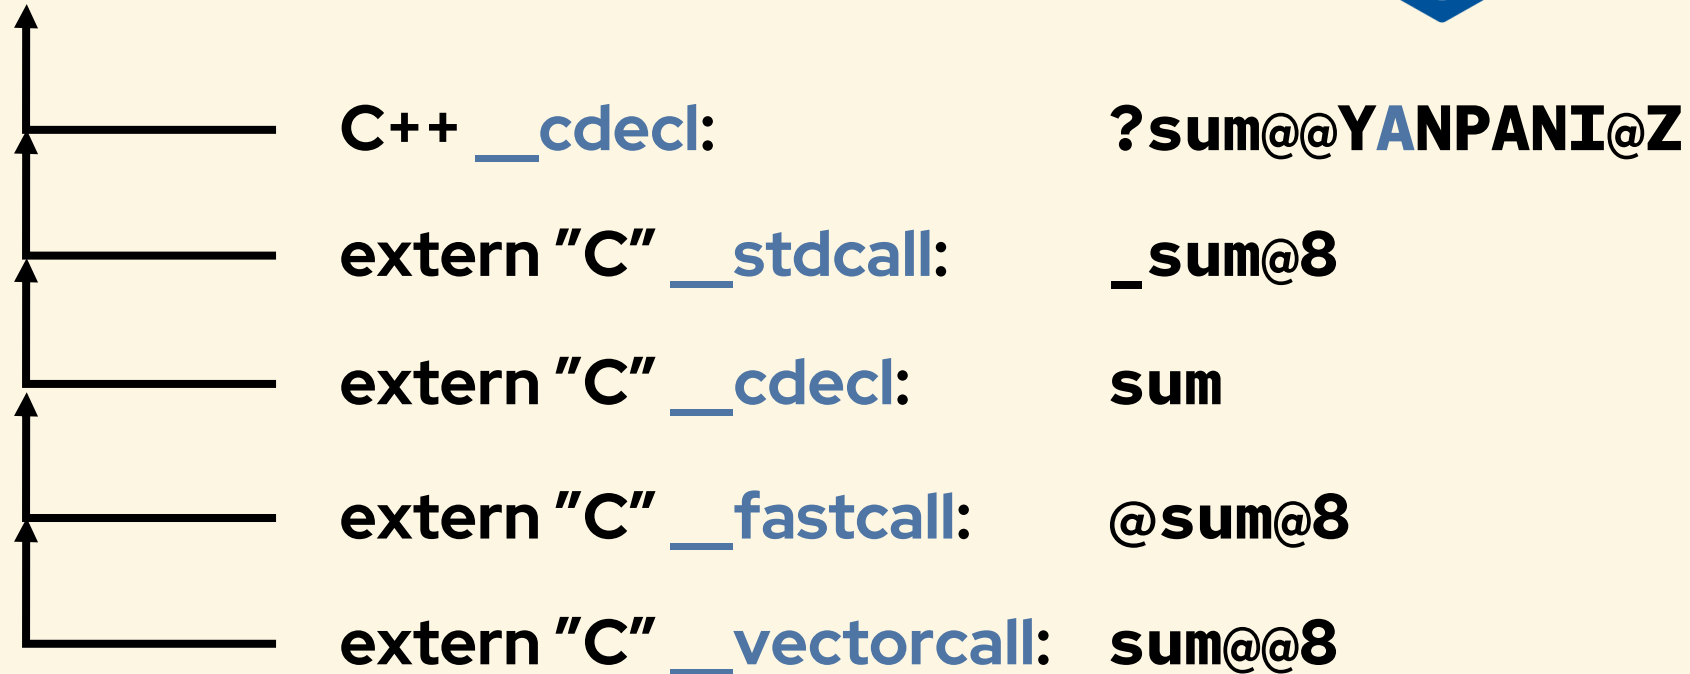 C++ __cdecl: ?sum@@YANPANI@Z
extern "C" __stdcall: _sum@8
extern "C" __cdecl: sum
extern "C" __fastcall: @sum@8
extern "C" __vectorcall: sum@@8